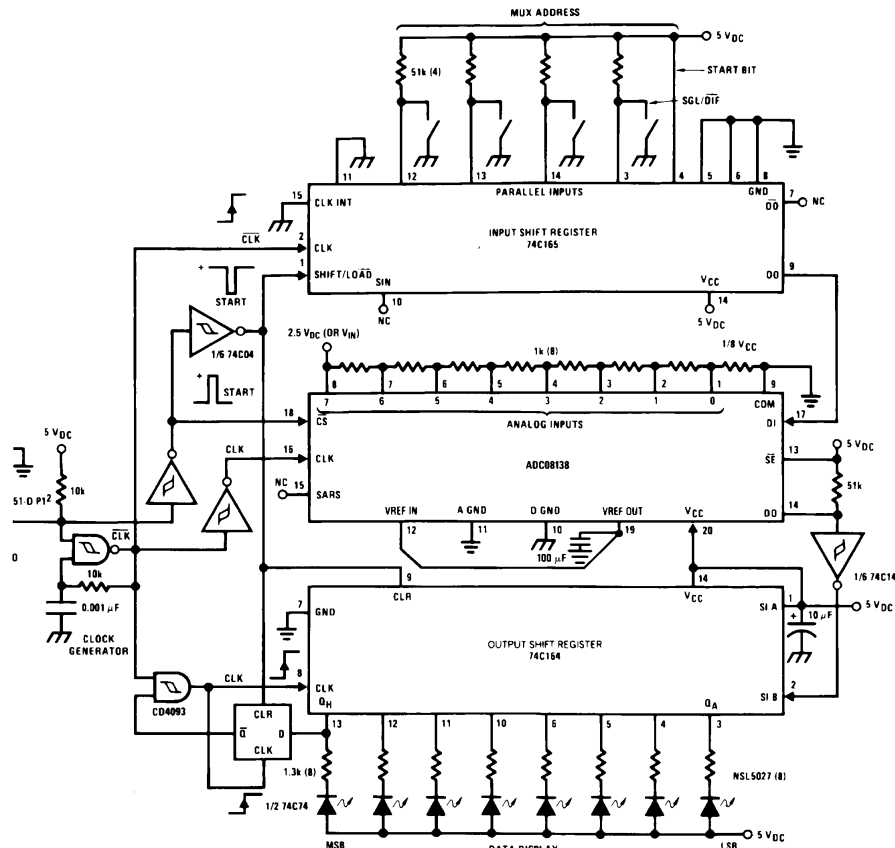 MUX ADDRESS
5 VDC
51k (4)
START BIT
SGL/DIF
11
12
13
14
3
4
5
6
8
PARALLEL INPUTS
GND
15
CLK INT
DO
7
NC
INPUT SHIFT REGISTER
74C165
CLK
2
CLK
1
SHIFT/LOAD
SIN
VCC
DO
9
+
START
10
NC
14
5 VDC
1/6 74C04
2.5 VDC (OR VIN)
1k (8)
1/8 VCC
+
START
8
7
6
5
4
3
2
1
9
7
6
5
4
3
2
1
0
COM
18
CS
ANALOG INPUTS
DI
17
5 VDC
CLK
16
CLK
ADC08138
SE
13
5 VDC
10k
NC
15
SARS
51k
51-D P1²
VREF IN
A GND
D GND
VREF OUT
VCC
DO
14
CLK
12
11
10
19
20
100 µF
1/6 74C14
10k
9
14
0.001 µF
CLR
VCC
7
GND
SI A
1
5 VDC
+
10 µF
CLOCK
GENERATOR
OUTPUT SHIFT REGISTER
74C164
CLK
8
CLK
QH
QA
SI B
2
CD4093
CLR
Q
D
CLK
13
12
11
10
6
5
4
3
1.3k (8)
NSL5027 (8)
1/2 74C74
5 VDC
MSB
DATA DISPLAY
LSB